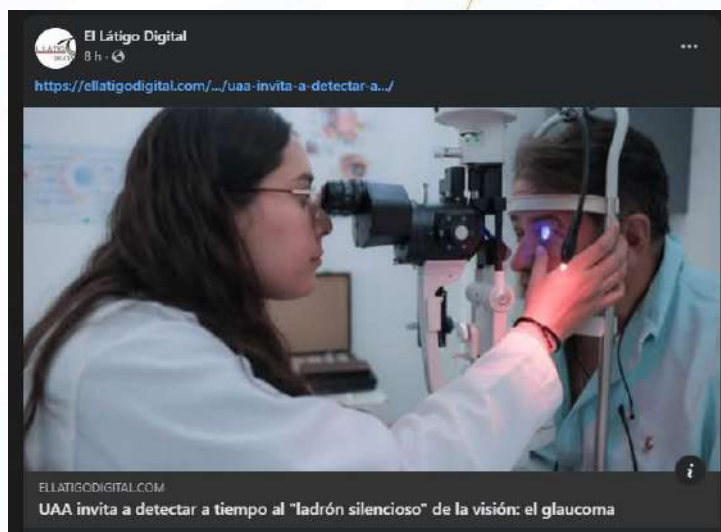 El Látigo Digital
8 h ·
https://ellatigodigital.com/.../uaa-invita-a-detectar-a.../
ELLATIGODIGITAL.COM
UAA invita a detectar a tiempo al "ladrón silencioso" de la visión: el glaucoma